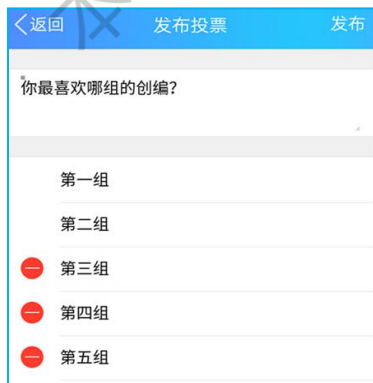 返回 发布投票 发布
你最喜欢哪组的创编?
第一组
第二组
第三组
第四组
第五组